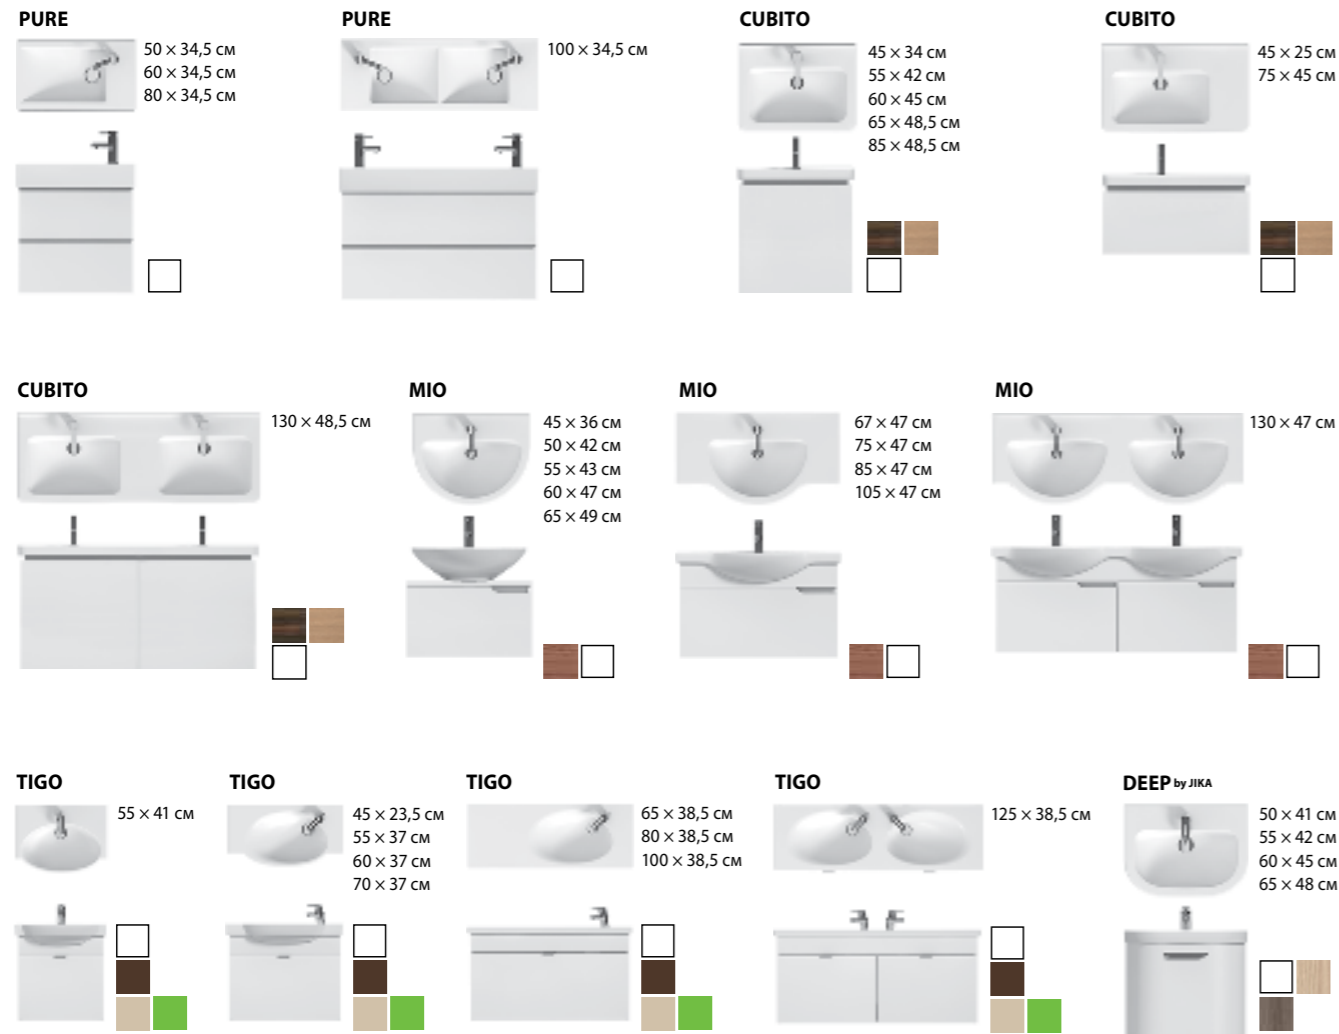 PURE
50 × 34,5 см
60 × 34,5 см
80 × 34,5 см
PURE
100 × 34,5 см
CUBITO
45 × 34 см
55 × 42 см
60 × 45 см
65 × 48,5 см
85 × 48,5 см
CUBITO
45 × 25 см
75 × 45 см
CUBITO
130 × 48,5 см
MIO
45 × 36 см
50 × 42 см
55 × 43 см
60 × 47 см
65 × 49 см
MIO
67 × 47 см
75 × 47 см
85 × 47 см
105 × 47 см
MIO
130 × 47 см
TIGO
55 × 41 см
TIGO
45 × 23,5 см
55 × 37 см
60 × 37 см
70 × 37 см
TIGO
65 × 38,5 см
80 × 38,5 см
100 × 38,5 см
TIGO
125 × 38,5 см
DEEP by JIKA
50 × 41 см
55 × 42 см
60 × 45 см
65 × 48 см